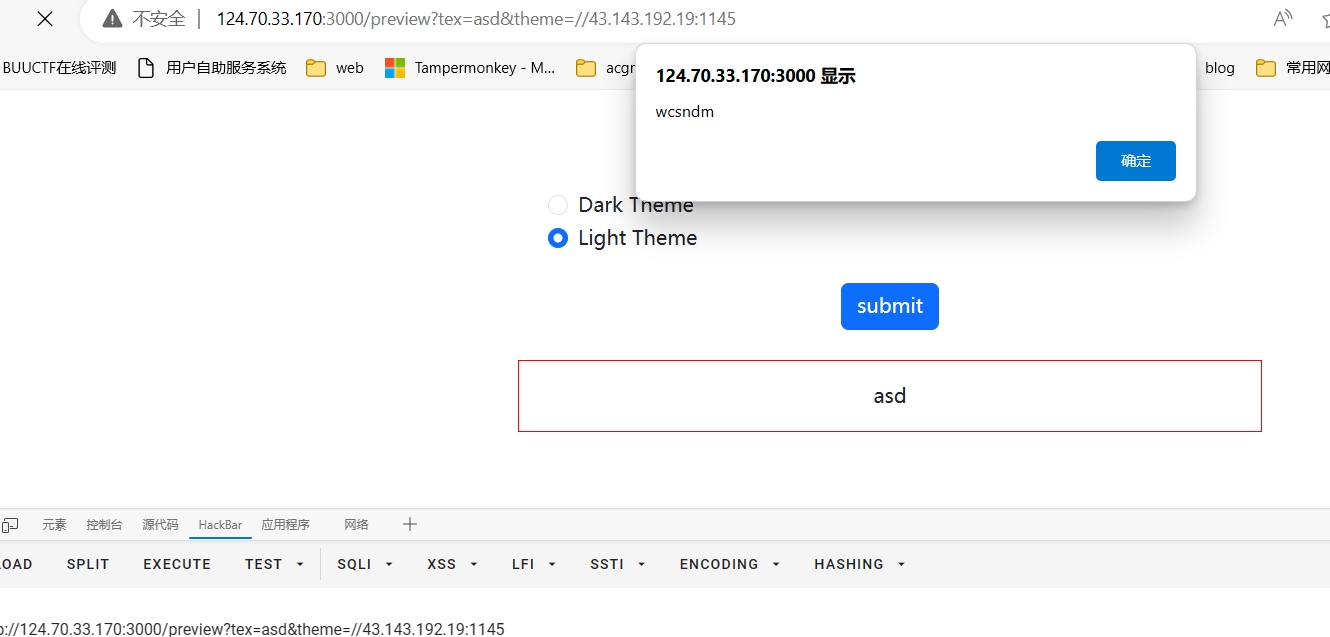 不安全 | 124.70.33.170:3000/preview?tex=asd&theme=//43.143.192.19:1145 A))
BUUCTF在线评测 用户自助服务系统 web Tampermonkey - M... acgr blog 常用网
124.70.33.170:3000 显示
wcsndm
确定
Dark Theme
Light Theme
submit
asd
元素 控制台 源代码 HackBar 应用程序 网络 +
OAD SPLIT EXECUTE TEST SQLI XSS LFI SSTI ENCODING HASHING
p://124.70.33.170:3000/preview?tex=asd&theme=//43.143.192.19:1145